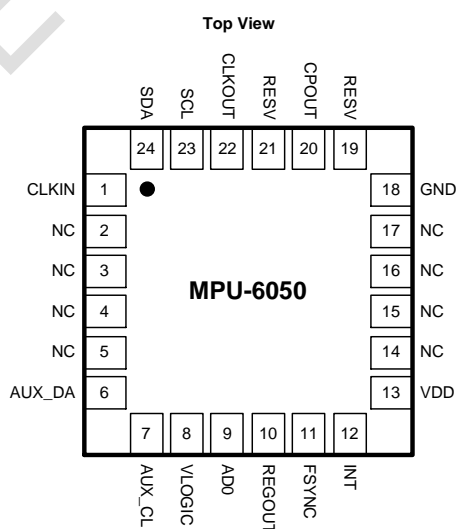 Top View
SDA
SCL
CLKOUT
RESV
CPOUT
RESV
24 23 22 21 20 19
CLKIN 1 18 GND
NC 2 17 NC
NC 3 16 NC
MPU-6050
NC 4 15 NC
NC 5 14 NC
AUX_DA 6 13 VDD
7 8 9 10 11 12
AUX_CL
VLOGIC
AD0
REGOUT
FSYNC
INT